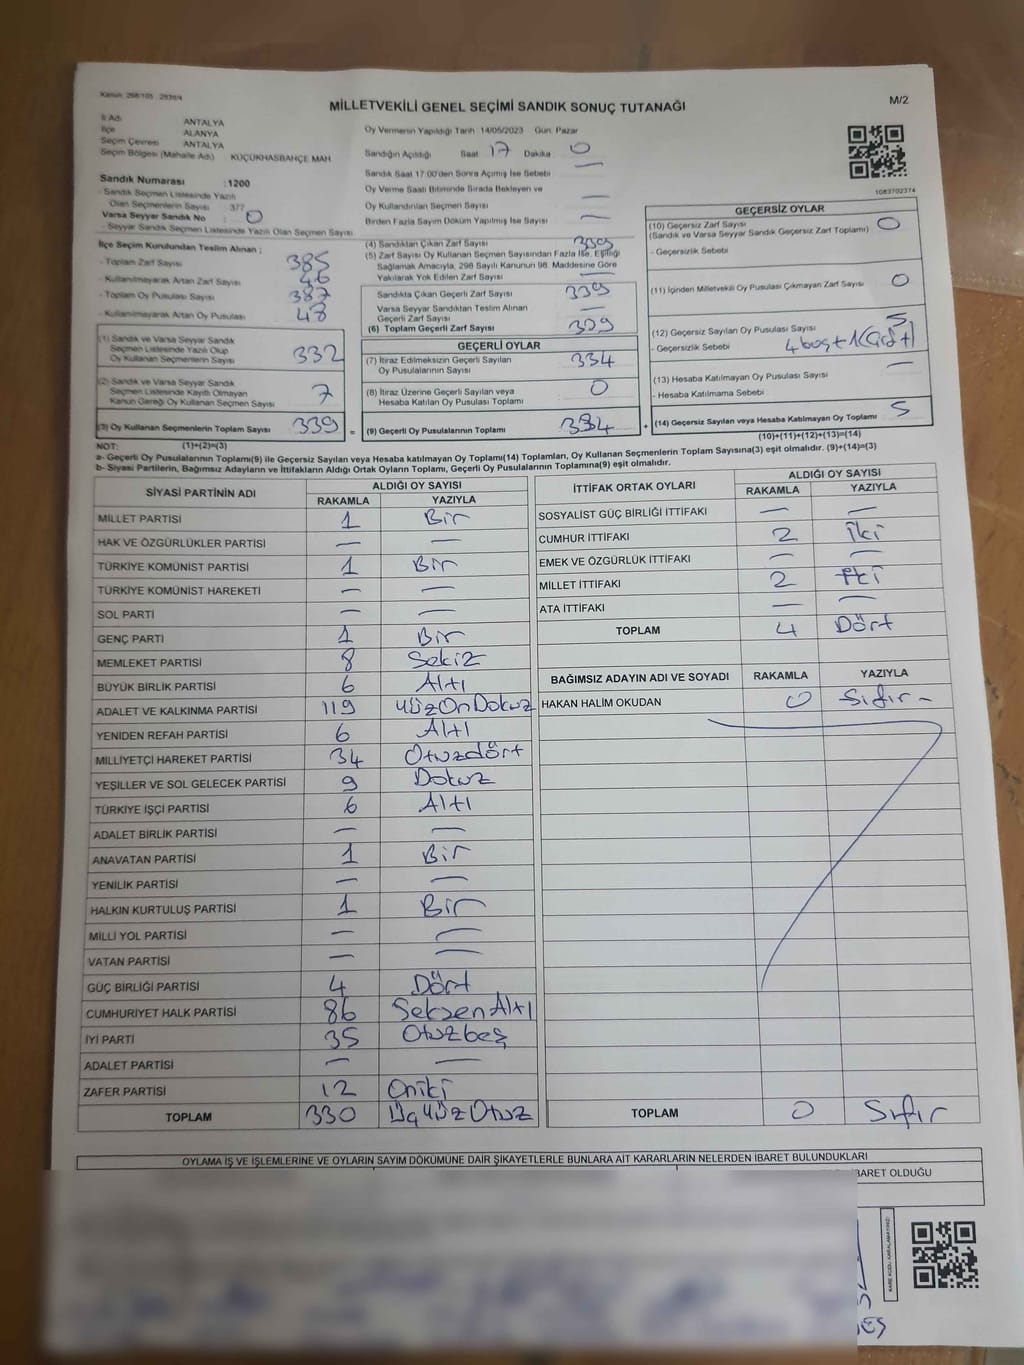 Kanun: 298/105 2839/4
MİLLETVEKİLİ GENEL SEÇİMİ SANDIK SONUÇ TUTANAĞI
M/2
İl Adı ANTALYA
İlçe ALANYA
Seçim Çevresi ANTALYA
Seçim Bölgesi (Mahalle Adı) KÜÇÜKHASBAHÇE MAH
Sandık Numarası :1200
- Sandık Seçmen Listesinde Yazılı
Olan Seçmenlerin Sayısı 377
Varsa Seyyar Sandık No : 0
- Seyyar Sandık Seçmen Listesinde Yazılı Olan Seçmen Sayısı
Oy Vermenin Yapıldığı Tarih 14/05/2023 Gün Pazar
Sandığın Açıldığı Saat 17 Dakika 0
Sandık Saat 17:00'den Sonra Açılmış İse Sebebi —
Oy Verme Saati Bitiminde Sırada Bekleyen ve
Oy Kullandırılan Seçmen Sayısı —
Birden Fazla Sayım Döküm Yapılmış İse Sayısı —
1083702374
İlçe Seçim Kurulundan Teslim Alınan ;
- Toplam Zarf Sayısı 385
- Kullanılmayarak Artan Zarf Sayısı 46
- Toplam Oy Pusulası Sayısı 387
- Kullanılmayarak Artan Oy Pusulası 48
(1) Sandık ve Varsa Seyyar Sandık
Seçmen Listesinde Yazılı Olup
Oy Kullanan Seçmenlerin Sayısı 332
(2) Sandık ve Varsa Seyyar Sandık
Seçmen Listesinde Kayıtlı Olmayan
Kanun Gereği Oy Kullanan Seçmen Sayısı 7
(3) Oy Kullanan Seçmenlerin Toplam Sayısı 339 =
(4) Sandıktan Çıkan Zarf Sayısı 339
(5) Zarf Sayısı Oy Kullanan Seçmen Sayısından Fazla İse, Eşitliği
Sağlamak Amacıyla, 298 Sayılı Kanunun 98. Maddesine Göre
Yakılarak Yok Edilen Zarf Sayısı —
Sandıkta Çıkan Geçerli Zarf Sayısı 339
Varsa Seyyar Sandıktan Teslim Alınan
Geçerli Zarf Sayısı —
(6) Toplam Geçerli Zarf Sayısı 339
GEÇERLİ OYLAR
(7) İtiraz Edilmeksizin Geçerli Sayılan
Oy Pusulalarının Sayısı 334
(8) İtiraz Üzerine Geçerli Sayılan veya
Hesaba Katılan Oy Pusulası Toplamı 0
(9) Geçerli Oy Pusulalarının Toplamı 334 +
GEÇERSİZ OYLAR
(10) Geçersiz Zarf Sayısı 0
(Sandık ve Varsa Seyyar Sandık Geçersiz Zarf Toplamı)
- Geçersizlik Sebebi
(11) İçinden Milletvekili Oy Pusulası Çıkmayan Zarf Sayısı 0
(12) Geçersiz Sayılan Oy Pusulası Sayısı 5
- Geçersizlik Sebebi 4 boş + 1
(13) Hesaba Katılmayan Oy Pusulası Sayısı —
- Hesaba Katılmama Sebebi
(14) Geçersiz Sayılan veya Hesaba Katılmayan Oy Toplamı 5
NOT: (1)+(2)=(3)
(10)+(11)+(12)+(13)=(14)
a- Geçerli Oy Pusulalarının Toplamı(9) ile Geçersiz Sayılan veya Hesaba katılmayan Oy Toplamı(14) Toplamları, Oy Kullanan Seçmenlerin Toplam Sayısına(3) eşit olmalıdır. (9)+(14)=(3)
b- Siyasi Partilerin, Bağımsız Adayların ve İttifakların Aldığı Ortak Oyların Toplamı, Geçerli Oy Pusulalarının Toplamına(9) eşit olmalıdır.
SİYASİ PARTİNİN ADI ALDIĞI OY SAYISI
RAKAMLA YAZIYLA
MİLLET PARTİSİ 1 Bir
HAK VE ÖZGÜRLÜKLER PARTİSİ — —
TÜRKİYE KOMÜNİST PARTİSİ 1 Bir
TÜRKİYE KOMÜNİST HAREKETİ — —
SOL PARTİ — —
GENÇ PARTİ 1 Bir
MEMLEKET PARTİSİ 8 Sekiz
BÜYÜK BİRLİK PARTİSİ 6 Altı
ADALET VE KALKINMA PARTİSİ 119 YüzOnDokuz
YENİDEN REFAH PARTİSİ 6 Altı
MİLLİYETÇİ HAREKET PARTİSİ 34 Otuzdört
YEŞİLLER VE SOL GELECEK PARTİSİ 9 Dokuz
TÜRKİYE İŞÇİ PARTİSİ 6 Altı
ADALET BİRLİK PARTİSİ — —
ANAVATAN PARTİSİ 1 Bir
YENİLİK PARTİSİ — —
HALKIN KURTULUŞ PARTİSİ 1 Bir
MİLLİ YOL PARTİSİ — —
VATAN PARTİSİ — —
GÜÇ BİRLİĞİ PARTİSİ 4 Dört
CUMHURİYET HALK PARTİSİ 86 SeksenAltı
İYİ PARTİ 35 Otuzbeş
ADALET PARTİSİ — —
ZAFER PARTİSİ 12 Oniki
TOPLAM 330 ÜçyüzOtuz
İTTİFAK ORTAK OYLARI ALDIĞI OY SAYISI
RAKAMLA YAZIYLA
SOSYALİST GÜÇ BİRLİĞİ İTTİFAKI — —
CUMHUR İTTİFAKI 2 İki
EMEK VE ÖZGÜRLÜK İTTİFAKI — —
MİLLET İTTİFAKI 2 İki
ATA İTTİFAKI — —
TOPLAM 4 Dört
BAĞIMSIZ ADAYIN ADI VE SOYADI RAKAMLA YAZIYLA
HAKAN HALİM OKUDAN 0 Sıfır -
TOPLAM 0 Sıfır
OYLAMA İŞ VE İŞLEMLERİNE VE OYLARIN SAYIM DÖKÜMÜNE DAİR ŞİKAYETLERLE BUNLARA AİT KARARLARIN NELERDEN İBARET BULUNDUKLARI
İBARET OLDUĞU
KARE KODU KARALAMAYINIZ!